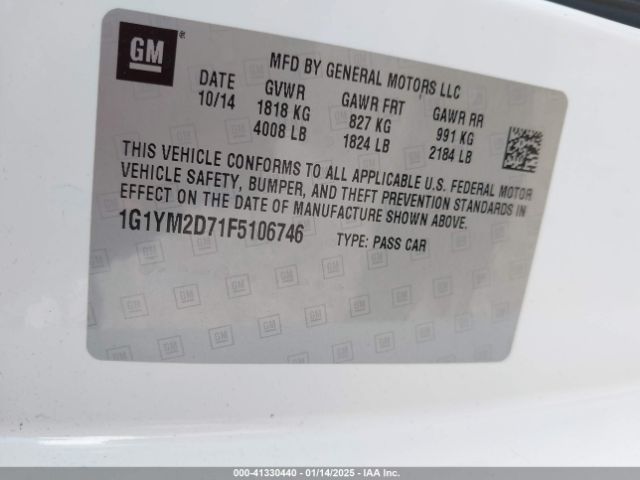 GM
MFD BY GENERAL MOTORS LLC
DATE GVWR GAWR FRT GAWR RR
10/14 1818 KG 827 KG 991 KG
4008 LB 1824 LB 2184 LB
THIS VEHICLE CONFORMS TO ALL APPLICABLE U.S. FEDERAL MOTOR
VEHICLE SAFETY, BUMPER, AND THEFT PREVENTION STANDARDS IN
EFFECT ON THE DATE OF MANUFACTURE SHOWN ABOVE.
1G1YM2D71F5106746 TYPE: PASS CAR
000-41330440 - 01/14/2025 - IAA Inc.